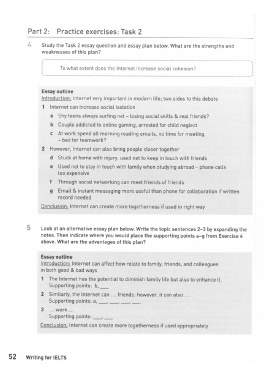 Part 2: Practice exercises: Task 2
4 Study the Task 2 essay question and essay plan below. What are the strengths and
weaknesses of this plan?
To what extent does the Internet increase social cohesion?
Essay outline
Introduction: Internet very important in modern life; two sides to this debate
1 Internet can increase social isolation
a Shy teens always surfing net – losing social skills & real friends?
b Couple addicted to online gaming, arrested for child neglect
c At work spend all morning reading emails, no time for meeting
– bad for teamwork?
2 However, Internet can also bring people closer together
d Stuck at home with injury, used net to keep in touch with friends
e Used net to stay in touch with family when studying abroad – phone calls
too expensive
f Through social networking can meet friends of friends
g Email & instant messaging more useful than phone for collaboration if written
record needed
Conclusion: Internet can create more togetherness if used in right way
5 Look at an alternative essay plan below. Write the topic sentences 2–3 by expanding the
notes. Then indicate where you would place the supporting points a–g from Exercise 4
above. What are the advantages of this plan?
Essay outline
Introduction: Internet can affect how relate to family, friends, and colleagues
in both good & bad ways
1 The Internet has the potential to diminish family life but also to enhance it.
Supporting points: b, ___
2 Similarly, the Internet can ... friends; however, it can also ...
Supporting points: a, ___, ___, ___
3 ... work ...
Supporting points: ___, ___
Conclusion: Internet can create more togetherness if used appropriately
52 Writing for IELTS